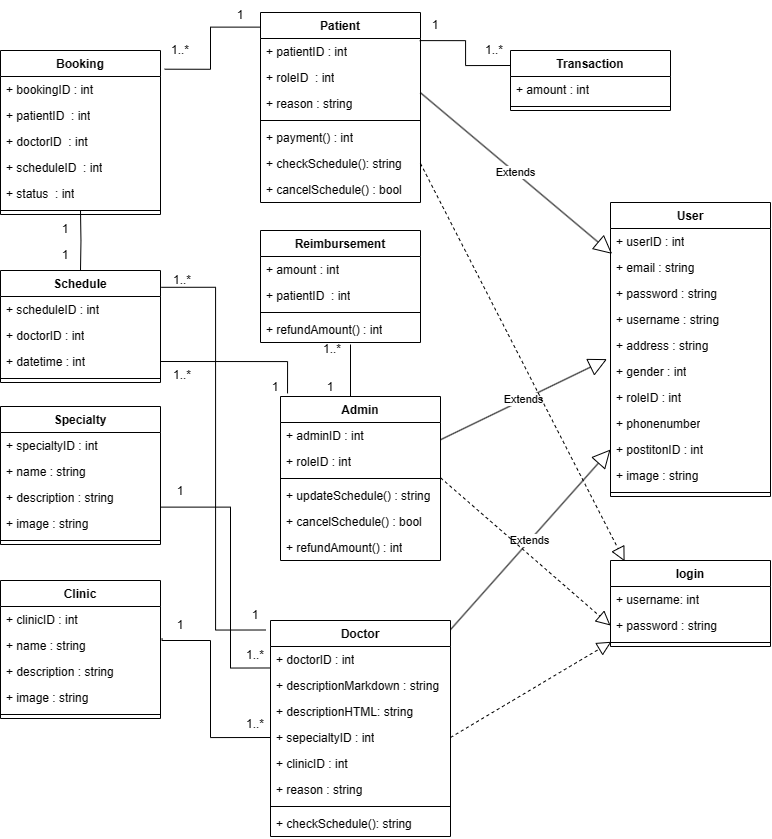 1
Patient
+ patientID : int
+ roleID  : int
+ reason : string
+ payment() : int
+ checkSchedule(): string
+ cancelSchedule() : bool
1
1..*
Transaction
+ amount : int
1..*
Booking
+ bookingID : int
+ patientID  : int
+ doctorID  : int
+ scheduleID  : int
+ status  : int
1
1
Schedule
+ scheduleID : int
+ doctorID : int
+ datetime : int
1..*
1..*
Reimbursement
+ amount : int
+ patientID  : int
+ refundAmount() : int
1..*
1
1
Admin
+ adminID : int
+ roleID : int
+ updateSchedule() : string
+ cancelSchedule() : bool
+ refundAmount() : int
Extends
Extends
Extends
User
+ userID : int
+ email : string
+ password : string
+ username : string
+ address : string
+ gender : int
+ roleID : int
+ phonenumber
+ postitonID : int
+ image : string
Specialty
+ specialtyID : int
+ name : string
+ description : string
+ image : string
1
Clinic
+ clinicID : int
+ name : string
+ description : string
+ image : string
1
1
1..*
1..*
Doctor
+ doctorID : int
+ descriptionMarkdown : string
+ descriptionHTML: string
+ sepecialtyID : int
+ clinicID : int
+ reason : string
+ checkSchedule(): string
login
+ username: int
+ password : string